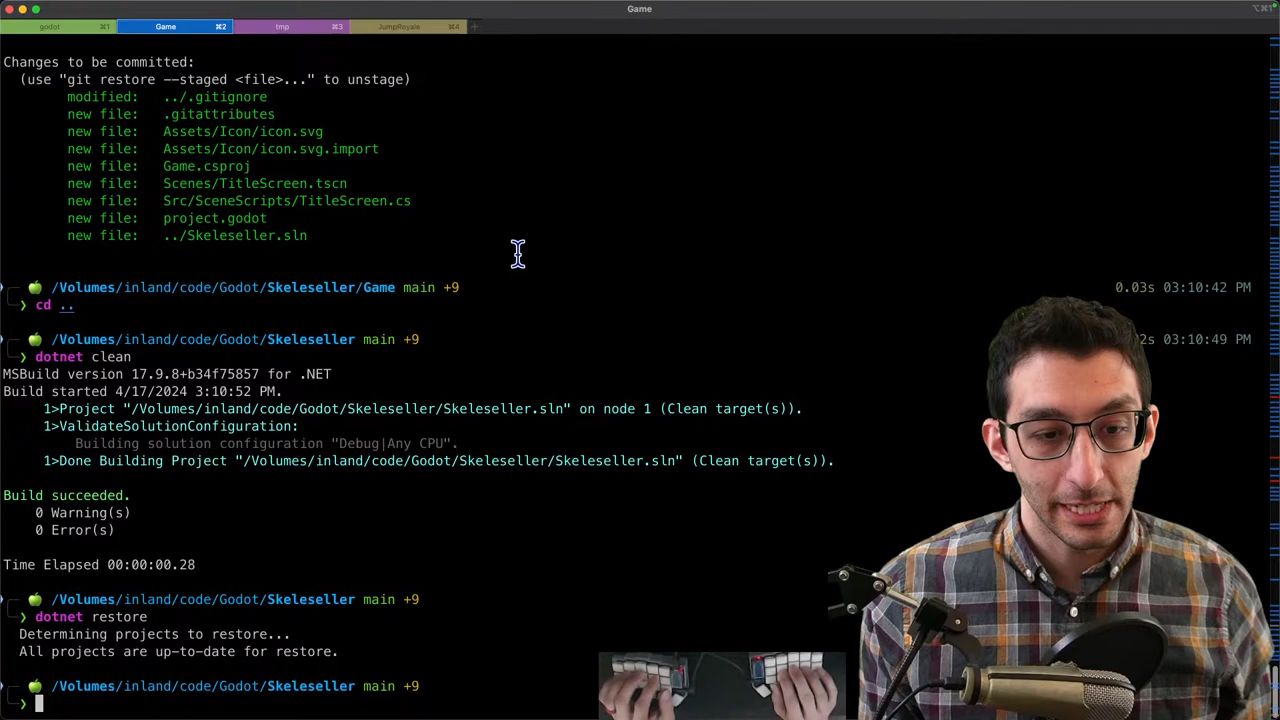 Game
godot ⌘1 Game ⌘2 tmp ⌘3 JumpRoyale ⌘4 +
⌥⌘1
Changes to be committed:
(use "git restore --staged <file>..." to unstage)
modified: ../.gitignore
new file: .gitattributes
new file: Assets/Icon/icon.svg
new file: Assets/Icon/icon.svg.import
new file: Game.csproj
new file: Scenes/TitleScreen.tscn
new file: Src/SceneScripts/TitleScreen.cs
new file: project.godot
new file: ../Skeleseller.sln
/Volumes/inland/code/Godot/Skeleseller/Game main +9 0.03s 03:10:42 PM
❯ cd ..
/Volumes/inland/code/Godot/Skeleseller main +9 2s 03:10:49 PM
❯ dotnet clean
MSBuild version 17.9.8+b34f75857 for .NET
Build started 4/17/2024 3:10:52 PM.
1>Project "/Volumes/inland/code/Godot/Skeleseller/Skeleseller.sln" on node 1 (Clean target(s)).
1>ValidateSolutionConfiguration:
Building solution configuration "Debug|Any CPU".
1>Done Building Project "/Volumes/inland/code/Godot/Skeleseller/Skeleseller.sln" (Clean target(s)).
Build succeeded.
0 Warning(s)
0 Error(s)
Time Elapsed 00:00:00.28
/Volumes/inland/code/Godot/Skeleseller main +9
❯ dotnet restore
Determining projects to restore...
All projects are up-to-date for restore.
/Volumes/inland/code/Godot/Skeleseller main +9
❯